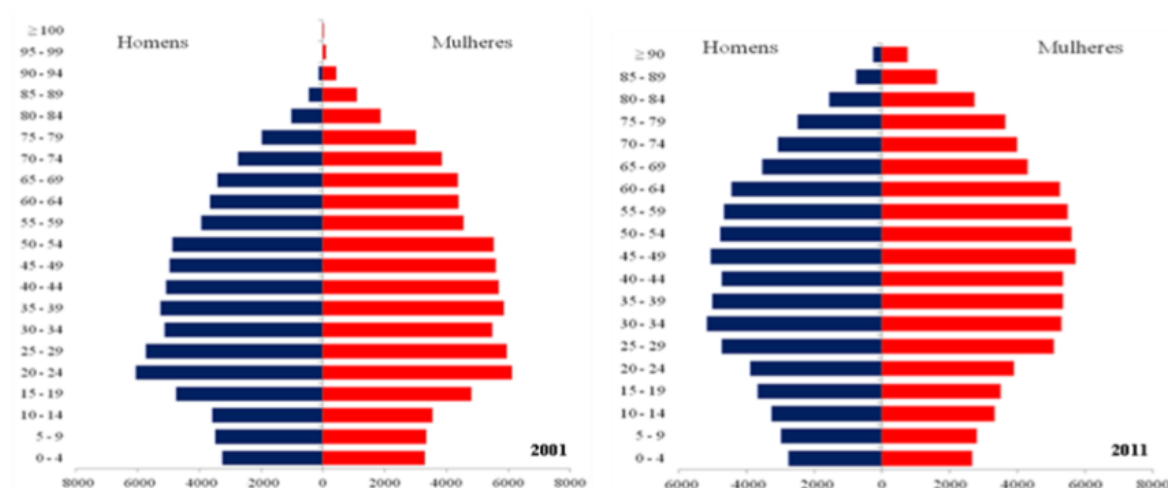 Homens
Mulheres
≥ 100
95 - 99
90 - 94
85 - 89
80 - 84
75 - 79
70 - 74
65 - 69
60 - 64
55 - 59
50 - 54
45 - 49
40 - 44
35 - 39
30 - 34
25 - 29
20 - 24
15 - 19
10 - 14
5 - 9
0 - 4
2001
8000 6000 4000 2000 0 2000 4000 6000 8000
Homens
Mulheres
≥ 90
85 - 89
80 - 84
75 - 79
70 - 74
65 - 69
60 - 64
55 - 59
50 - 54
45 - 49
40 - 44
35 - 39
30 - 34
25 - 29
20 - 24
15 - 19
10 - 14
5 - 9
0 - 4
2011
6000 4000 2000 0 2000 4000 6000 8000